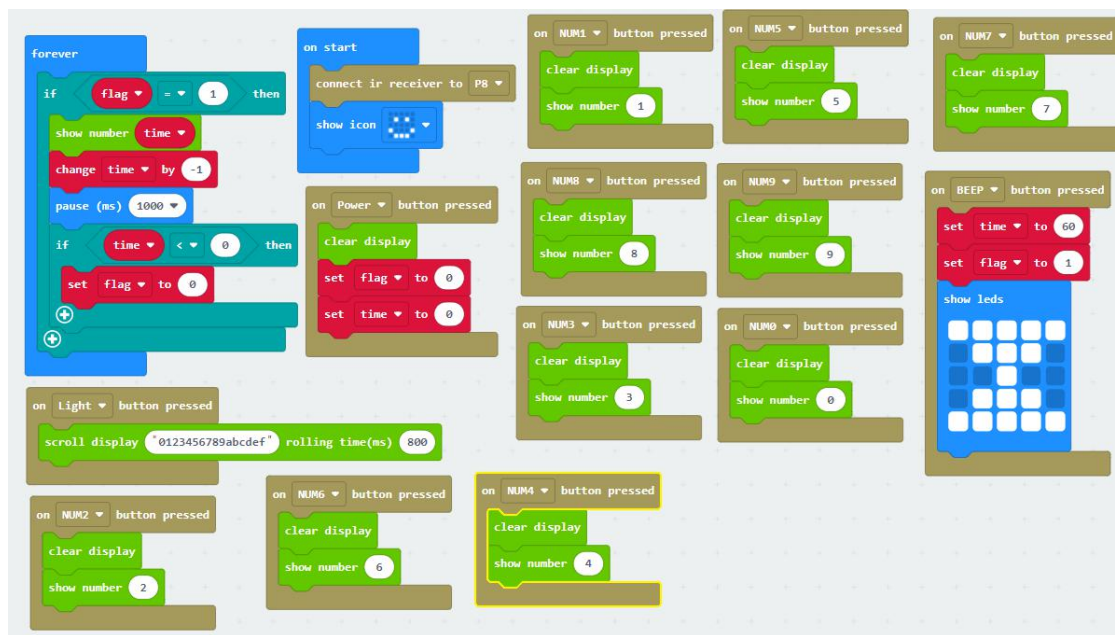 forever
if flag = 1 then
show number time
change time by -1
pause (ms) 1000
if time < 0 then
set flag to 0
on start
connect ir receiver to P8
show icon
on Power button pressed
clear display
set flag to 0
set time to 0
on NUM1 button pressed
clear display
show number 1
on NUM5 button pressed
clear display
show number 5
on NUM7 button pressed
clear display
show number 7
on NUM8 button pressed
clear display
show number 8
on NUM9 button pressed
clear display
show number 9
on BEEP button pressed
set time to 60
set flag to 1
show leds
on NUM3 button pressed
clear display
show number 3
on NUM0 button pressed
clear display
show number 0
on Light button pressed
scroll display "0123456789abcdef" rolling time(ms) 800
on NUM2 button pressed
clear display
show number 2
on NUM6 button pressed
clear display
show number 6
on NUM4 button pressed
clear display
show number 4